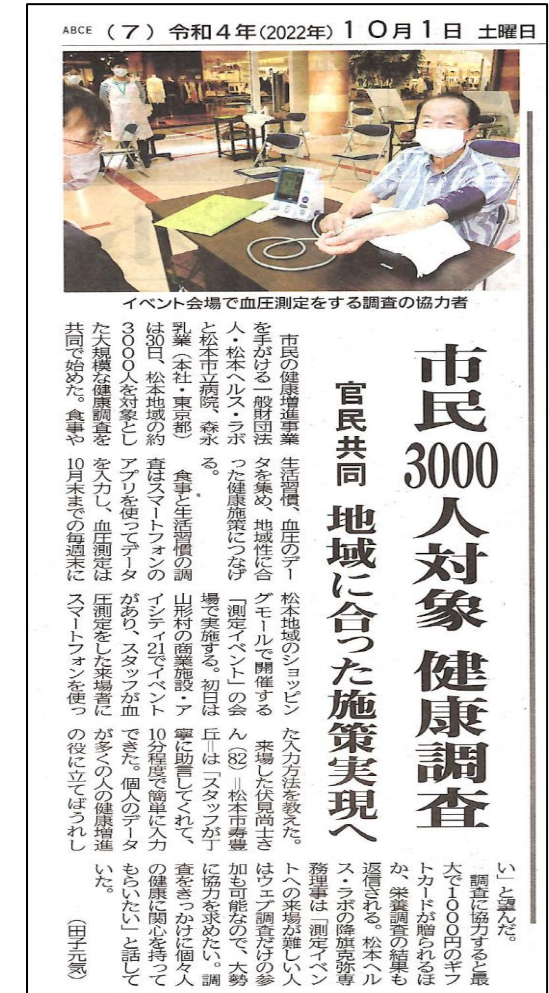 ABCE （7） 令和4年(2022年) 10月1日 土曜日
イベント会場で血圧測定をする調査の協力者
市民3000人対象 健康調査
官民共同 地域に合った施策実現へ
市民の健康増進事業
を手がける一般財団法
人・松本ヘルス・ラボ
と松本市立病院、森永
乳業（本社・東京都）
は30日、松本地域の約
3000人を対象とし
た大規模な健康調査を
共同で始めた。食事や
生活習慣、血圧のデー
タを集め、地域性に合
った健康施策につなげ
る。
食事と生活習慣の調
査はスマートフォンの
アプリを使ってデータ
を入力し、血圧測定は
10月末までの毎週末に
松本地域のショッピン
グモールで開催する
「測定イベント」の会
場で実施する。初日は
山形村の商業施設・ア
イシティ21でイベント
があり、スタッフが血
圧測定をした来場者に
スマートフォンを使っ
た入力方法を教えた。
来場した伏見尚士さ
ん（82）＝松本市寿豊
丘＝は「スタッフが丁
寧に助言してくれて、
10分程度で簡単に入力
できた。個人のデータ
が多くの人の健康増進
の役に立てばうれし
い」と望んだ。
調査に協力すると最
大で1000円のギフ
トカードが贈られるほ
か、栄養調査の結果も
返信される。松本ヘル
ス・ラボの降旗克弥専
務理事は「測定イベン
トへの来場が難しい人
はウェブ調査だけの参
加も可能なので、大勢
に協力を求めたい。調
査をきっかけに個々人
の健康に関心を持って
もらいたい」と話して
いた。
（田子元気）